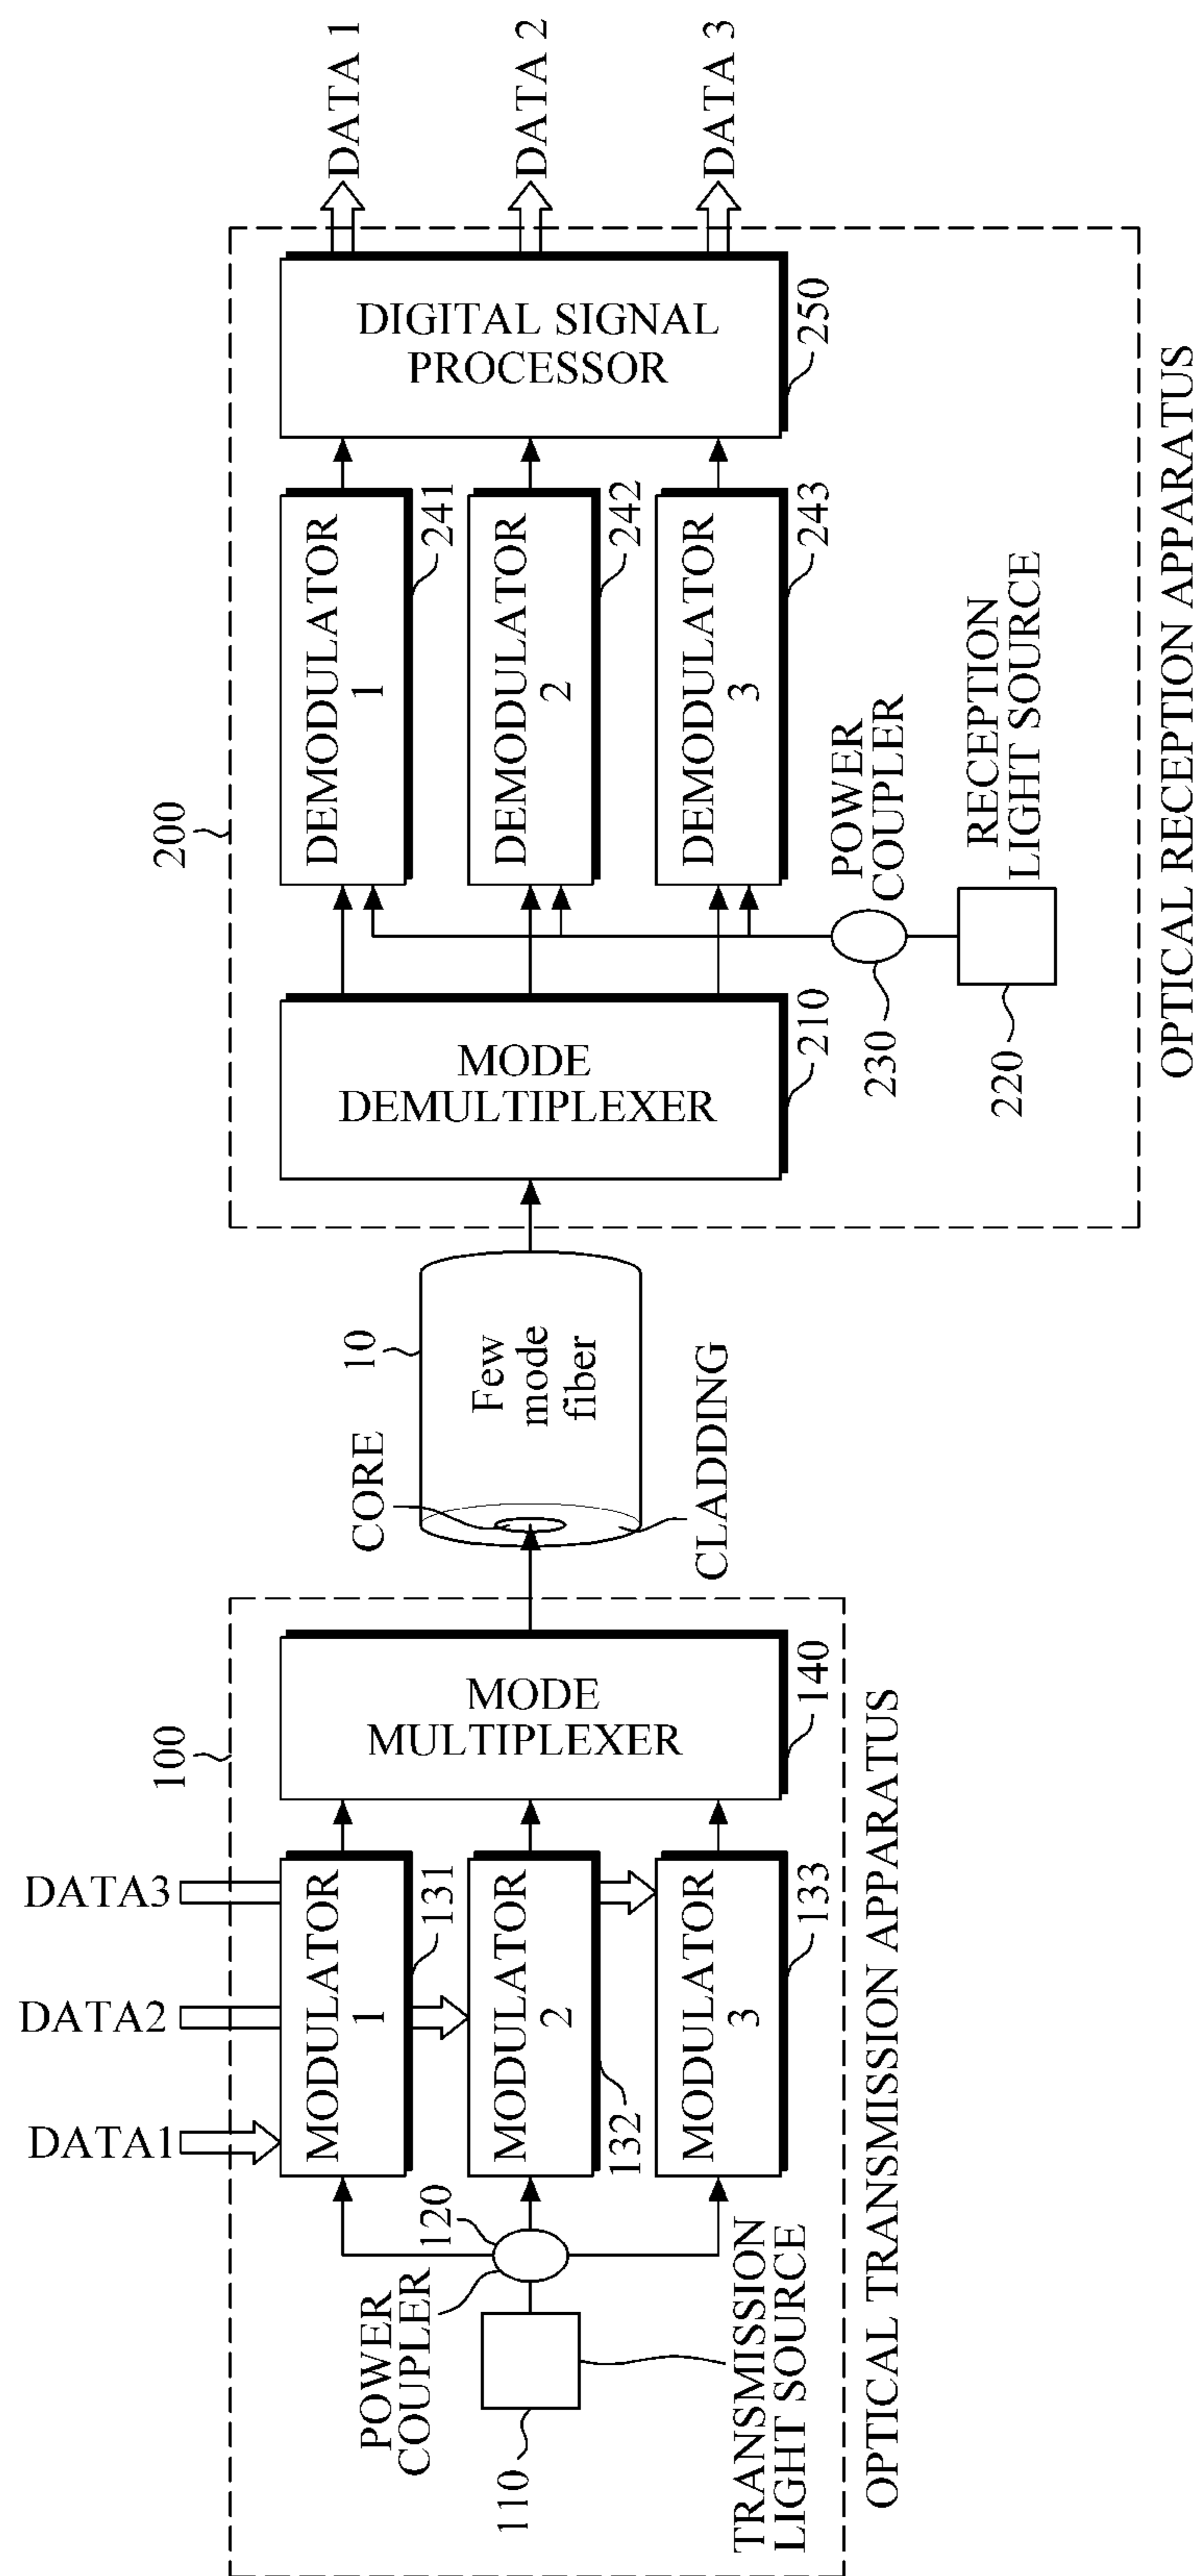 DATA1
DATA2
DATA3
100
110
TRANSMISSION
LIGHT SOURCE
POWER
COUPLER
120
MODULATOR
1
131
MODULATOR
2
132
MODULATOR
3
133
MODE
MULTIPLEXER
140
OPTICAL TRANSMISSION APPARATUS
CORE
CLADDING
10
Few
mode
fiber
200
MODE
DEMULTIPLEXER
210
220
RECEPTION
LIGHT SOURCE
230
POWER
COUPLER
DEMODULATOR
1
241
DEMODULATOR
2
242
DEMODULATOR
3
243
DIGITAL SIGNAL
PROCESSOR
250
DATA 1
DATA 2
DATA 3
OPTICAL RECEPTION APPARATUS